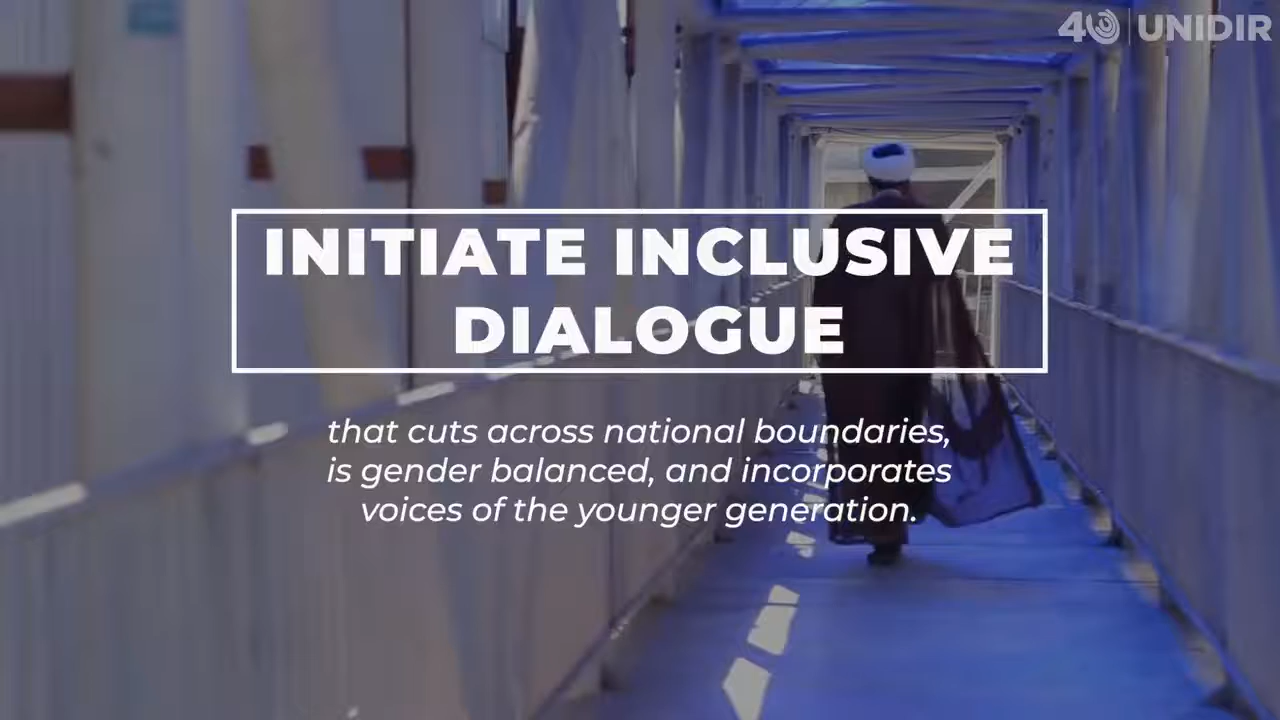 40 | UNIDIR
INITIATE INCLUSIVE
DIALOGUE
that cuts across national boundaries,
is gender balanced, and incorporates
voices of the younger generation.